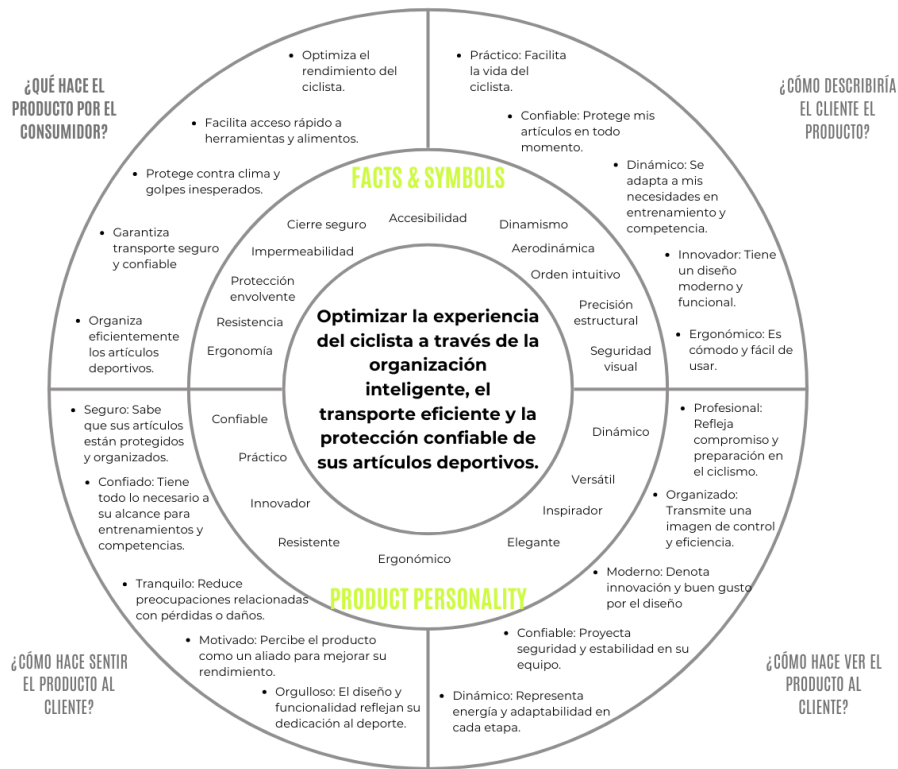 ¿QUÉ HACE EL
PRODUCTO POR EL
CONSUMIDOR?
• Optimiza el
rendimiento del
ciclista.
• Facilita acceso rápido a
herramientas y alimentos.
• Protege contra clima y
golpes inesperados.
• Garantiza
transporte seguro
y confiable
• Organiza
eficientemente
los artículos
deportivos.
¿CÓMO DESCRIBIRÍA
EL CLIENTE EL
PRODUCTO?
• Práctico: Facilita
la vida del
ciclista.
• Confiable: Protege mis
artículos en todo
momento.
• Dinámico: Se
adapta a mis
necesidades en
entrenamiento y
competencia.
• Innovador: Tiene
un diseño
moderno y
funcional.
• Ergonómico: Es
cómodo y fácil de
usar.
FACTS & SYMBOLS
Accesibilidad
Cierre seguro
Impermeabilidad
Protección
envolvente
Resistencia
Ergonomía
Dinamismo
Aerodinámica
Orden intuitivo
Precisión
estructural
Seguridad
visual
Optimizar la experiencia
del ciclista a través de la
organización
inteligente, el
transporte eficiente y la
protección confiable de
sus artículos deportivos.
Confiable
Práctico
Innovador
Resistente
Ergonómico
Dinámico
Versátil
Inspirador
Elegante
PRODUCT PERSONALITY
• Seguro: Sabe
que sus artículos
están protegidos
y organizados.
• Confiado: Tiene
todo lo necesario a
su alcance para
entrenamientos y
competencias.
• Tranquilo: Reduce
preocupaciones relacionadas
con pérdidas o daños.
• Motivado: Percibe el producto
como un aliado para mejorar su
rendimiento.
• Orgulloso: El diseño y
funcionalidad reflejan su
dedicación al deporte.
¿CÓMO HACE SENTIR
EL PRODUCTO AL
CLIENTE?
• Profesional:
Refleja
compromiso y
preparación en
el ciclismo.
• Organizado:
Transmite una
imagen de control
y eficiencia.
• Moderno: Denota
innovación y buen gusto
por el diseño
• Confiable: Proyecta
seguridad y estabilidad en su
equipo.
• Dinámico: Representa
energía y adaptabilidad en
cada etapa.
¿CÓMO HACE VER EL
PRODUCTO AL
CLIENTE?